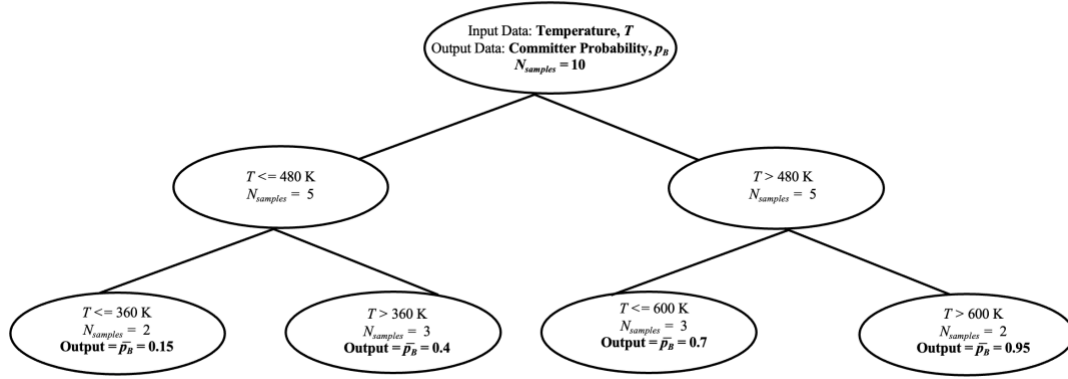 Input Data: Temperature, T
Output Data: Committer Probability, p_B
N_samples = 10
T <= 480 K
N_samples = 5
T > 480 K
N_samples = 5
T <= 360 K
N_samples = 2
Output = p̅_B = 0.15
T > 360 K
N_samples = 3
Output = p̅_B = 0.4
T <= 600 K
N_samples = 3
Output = p̅_B = 0.7
T > 600 K
N_samples = 2
Output = p̅_B = 0.95